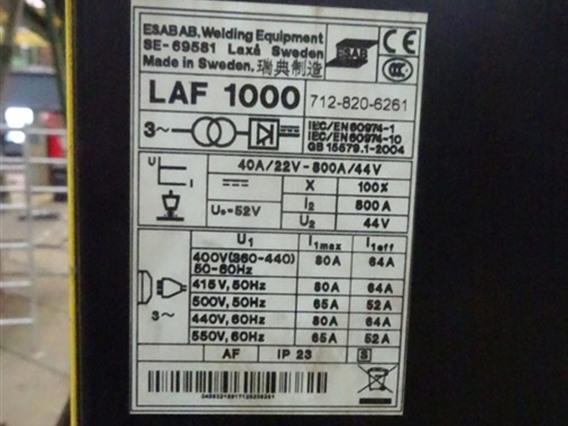 ESAB AB, Welding Equipment
SE-69581 Laxå Sweden
Made in Sweden. 瑞典制造
ESAB
CE
CCC
LAF 1000
712-820-6261
3~
IEC/EN 60974-1
IEC/EN 60974-10
GB 15579.1-2004
U
I
40A/22V-800A/44V
X 100%
U₀=52V
I₂ 800A
U₂ 44V
U₁ I₁max I₁eff
400V(360-440) 50-60Hz 80A 64A
415V, 50Hz 80A 64A
500V, 50Hz 65A 52A
440V, 60Hz 80A 64A
550V, 60Hz 65A 52A
3~
AF IP 23 S